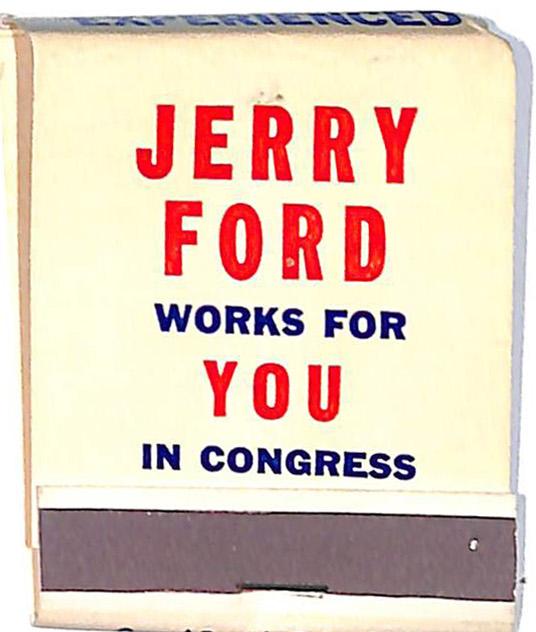 EXPERIENCED
JERRY
FORD
WORKS FOR
YOU
IN CONGRESS